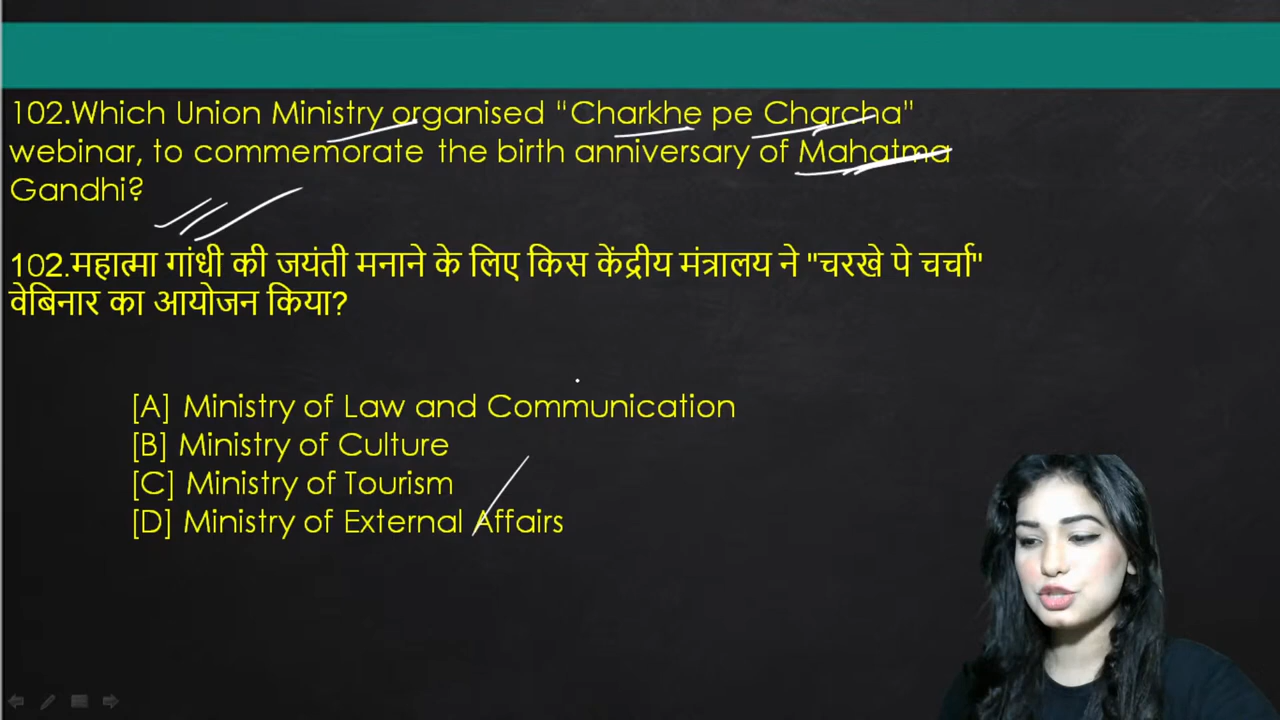 102.Which Union Ministry organised “Charkhe pe Charcha”
webinar, to commemorate the birth anniversary of Mahatma
Gandhi?
102.महात्मा गांधी की जयंती मनाने के लिए किस केंद्रीय मंत्रालय ने "चरखे पे चर्चा"
वेबिनार का आयोजन किया?
[A] Ministry of Law and Communication
[B] Ministry of Culture
[C] Ministry of Tourism
[D] Ministry of External Affairs